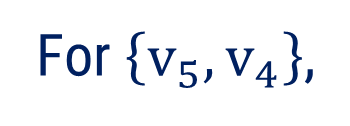 For {v₅, v₄},